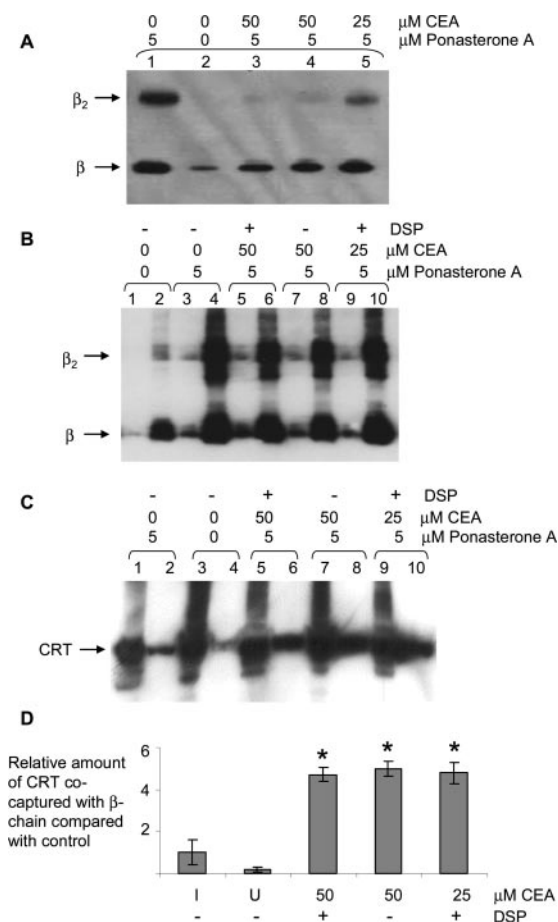 0 0 50 50 25 μM CEA
A 5 0 5 5 5 μM Ponasterone A
1 2 3 4 5
β2
β
- - + - + DSP
B 0 0 50 50 25 μM CEA
0 5 5 5 5 μM Ponasterone A
1 2 3 4 5 6 7 8 9 10
β2
β
C - - + - + DSP
0 0 50 50 25 μM CEA
5 0 5 5 5 μM Ponasterone A
1 2 3 4 5 6 7 8 9 10
CRT
D
Relative amount
of CRT co-
captured with β-
chain compared
with control
6
4
2
* * *
I U 50 50 25 μM CEA
- - + - + DSP